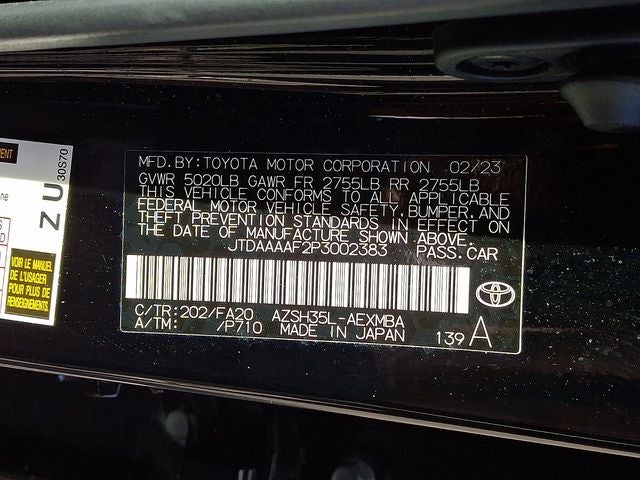 MFD.BY:TOYOTA MOTOR CORPORATION 02/23
GVWR 5020LB GAWR FR 2755LB RR 2755LB
THIS VEHICLE CONFORMS TO ALL APPLICABLE
FEDERAL MOTOR VEHICLE SAFETY,BUMPER,AND
THEFT PREVENTION STANDARDS IN EFFECT ON
THE DATE OF MANUFACTURE SHOWN ABOVE.
JTDAAAAF2P3002383 PASS.CAR
C/TR:202/FA20 AZSH35L-AEXMBA
A/TM: /P710 MADE IN JAPAN 139 A
30S70
Z U
VOIR LE MANUEL
DE L'USAGER
POUR PLUS DE
RENSEIGNEMENTS